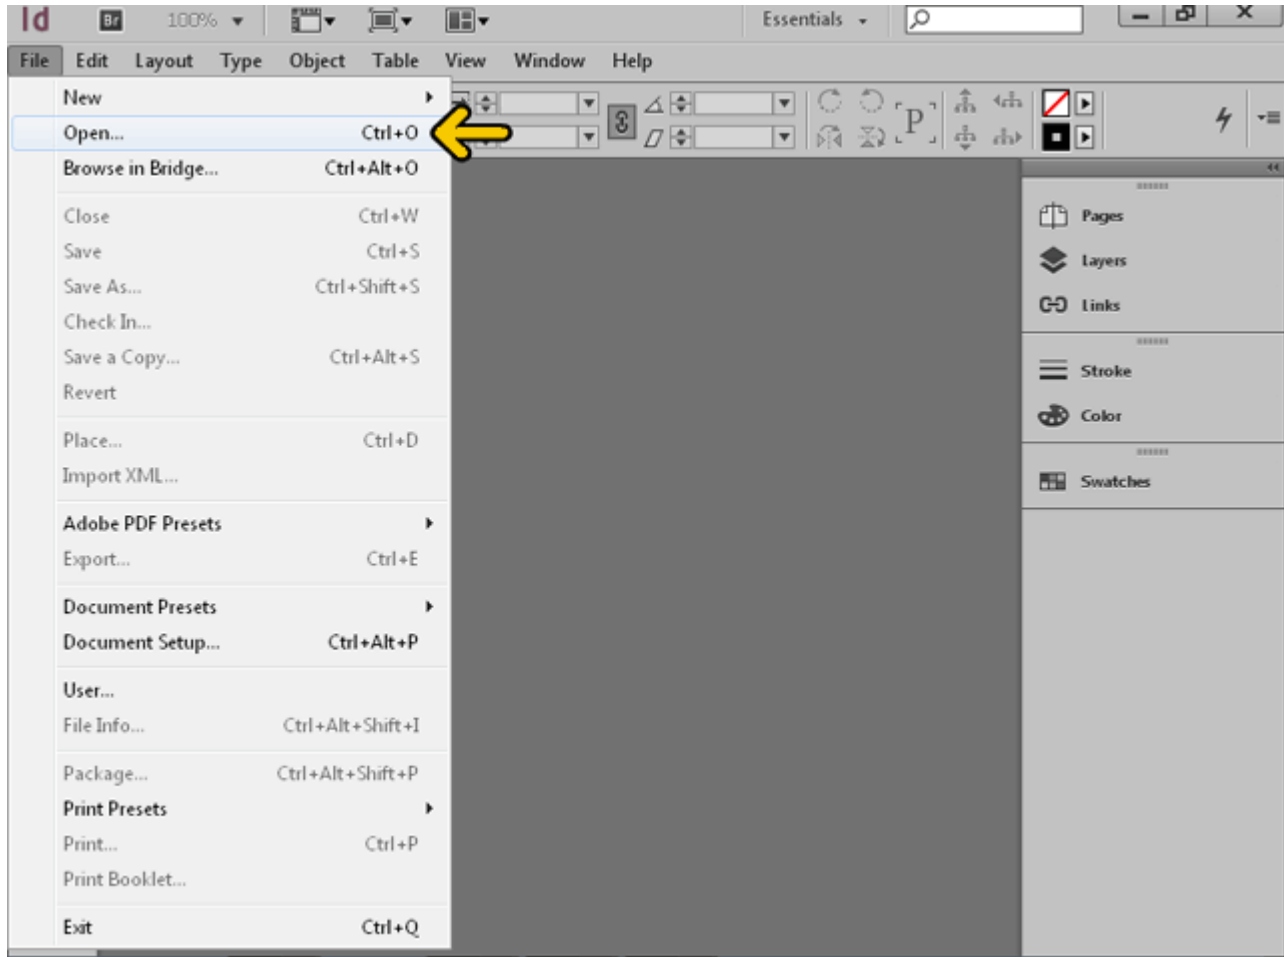 Id Br 100% Essentials
File Edit Layout Type Object Table View Window Help
New
Open... Ctrl+O
Browse in Bridge... Ctrl+Alt+O
Close Ctrl+W
Save Ctrl+S
Save As... Ctrl+Shift+S
Check In...
Save a Copy... Ctrl+Alt+S
Revert
Place... Ctrl+D
Import XML...
Adobe PDF Presets
Export... Ctrl+E
Document Presets
Document Setup... Ctrl+Alt+P
User...
File Info... Ctrl+Alt+Shift+I
Package... Ctrl+Alt+Shift+P
Print Presets
Print... Ctrl+P
Print Booklet...
Exit Ctrl+Q
P
Pages
Layers
Links
Stroke
Color
Swatches